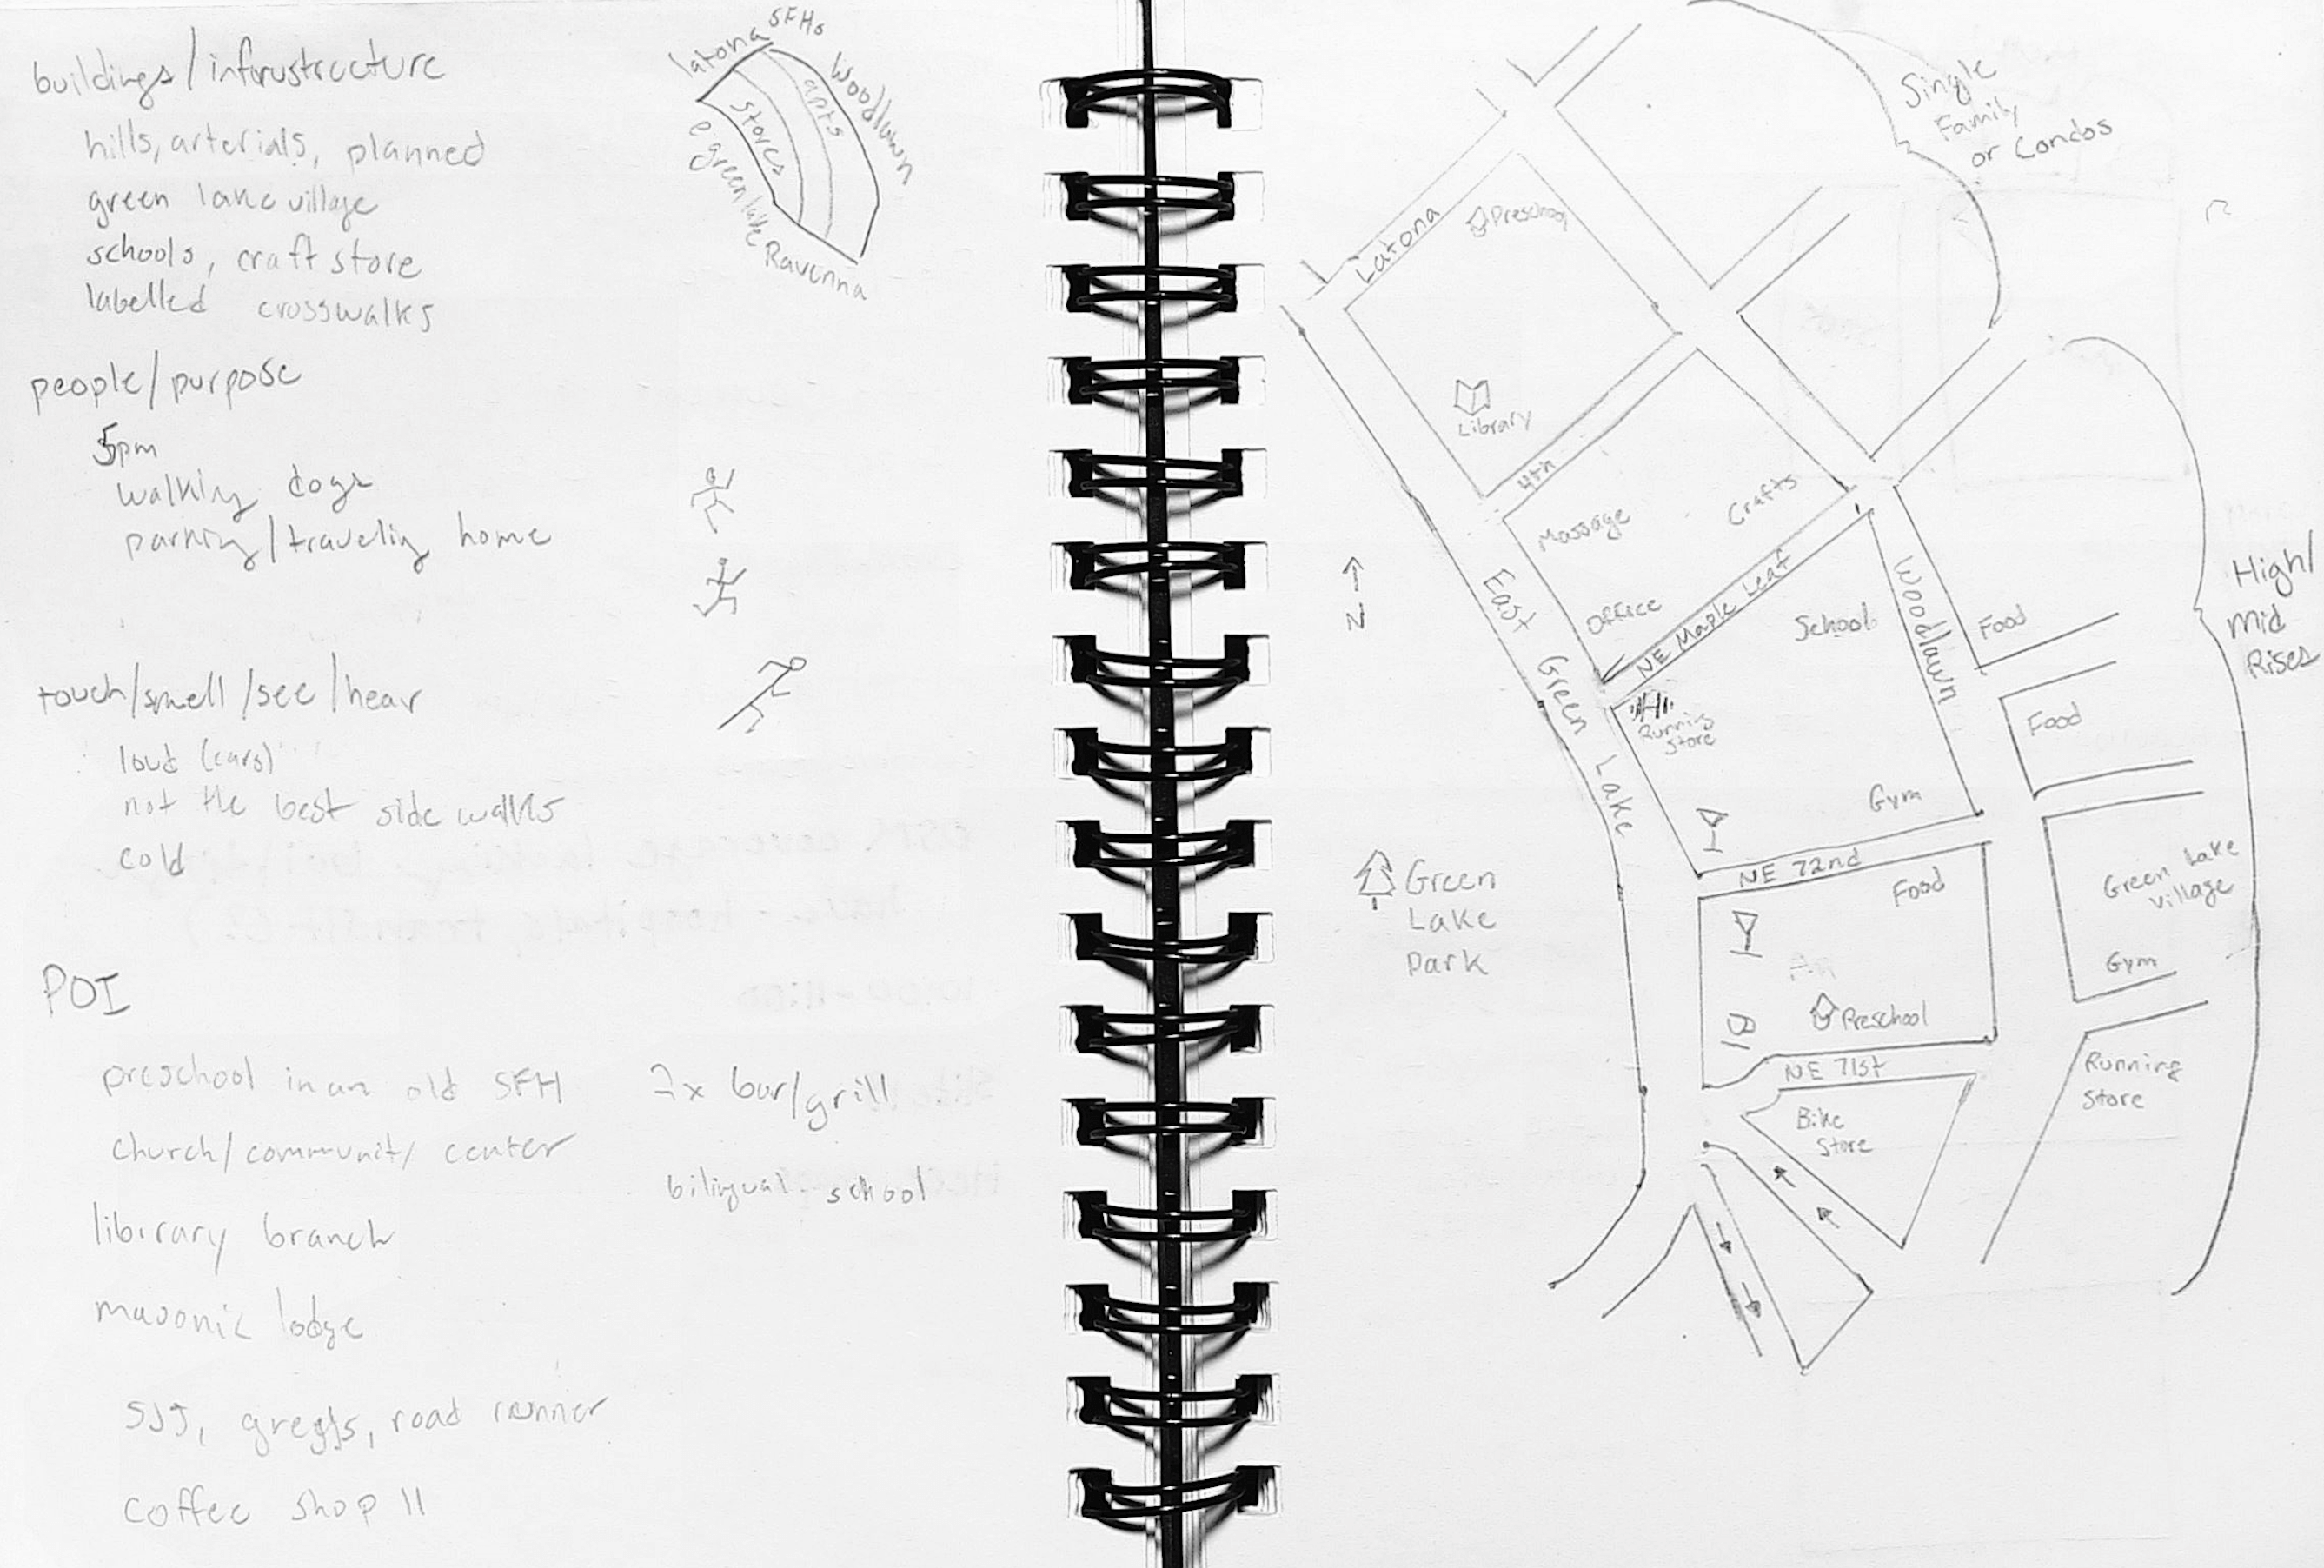 buildings/infrustructure
hills, arterials, planned
green lake village
schools, craft store
labelled crosswalks
people/purpose
5pm
walking dogs
parking/traveling home
touch/smell/see/hear
loud (cars)
not the best side walks
cold
POI
preschool in an old SFH
church/community center
library branch
masonic lodge
greggs, road runner
coffee shop 11
bar/grill
bilingual school
latona
SFHs
Woodlawn
apts
stores
e green lake
Ravenna
Single
Family
or Condos
Latona
Preschool
Library
4th
Massage
Crafts
Office
NE Maple Leaf
East Green Lake
School
Woodlawn
Food
High/
Mid
Rises
Food
Running
Store
Gym
NE 72nd
Food
Green Lake
Village
Gym
N
Green
Lake
Park
Preschool
NE 71st
Bike
Store
Running
Store